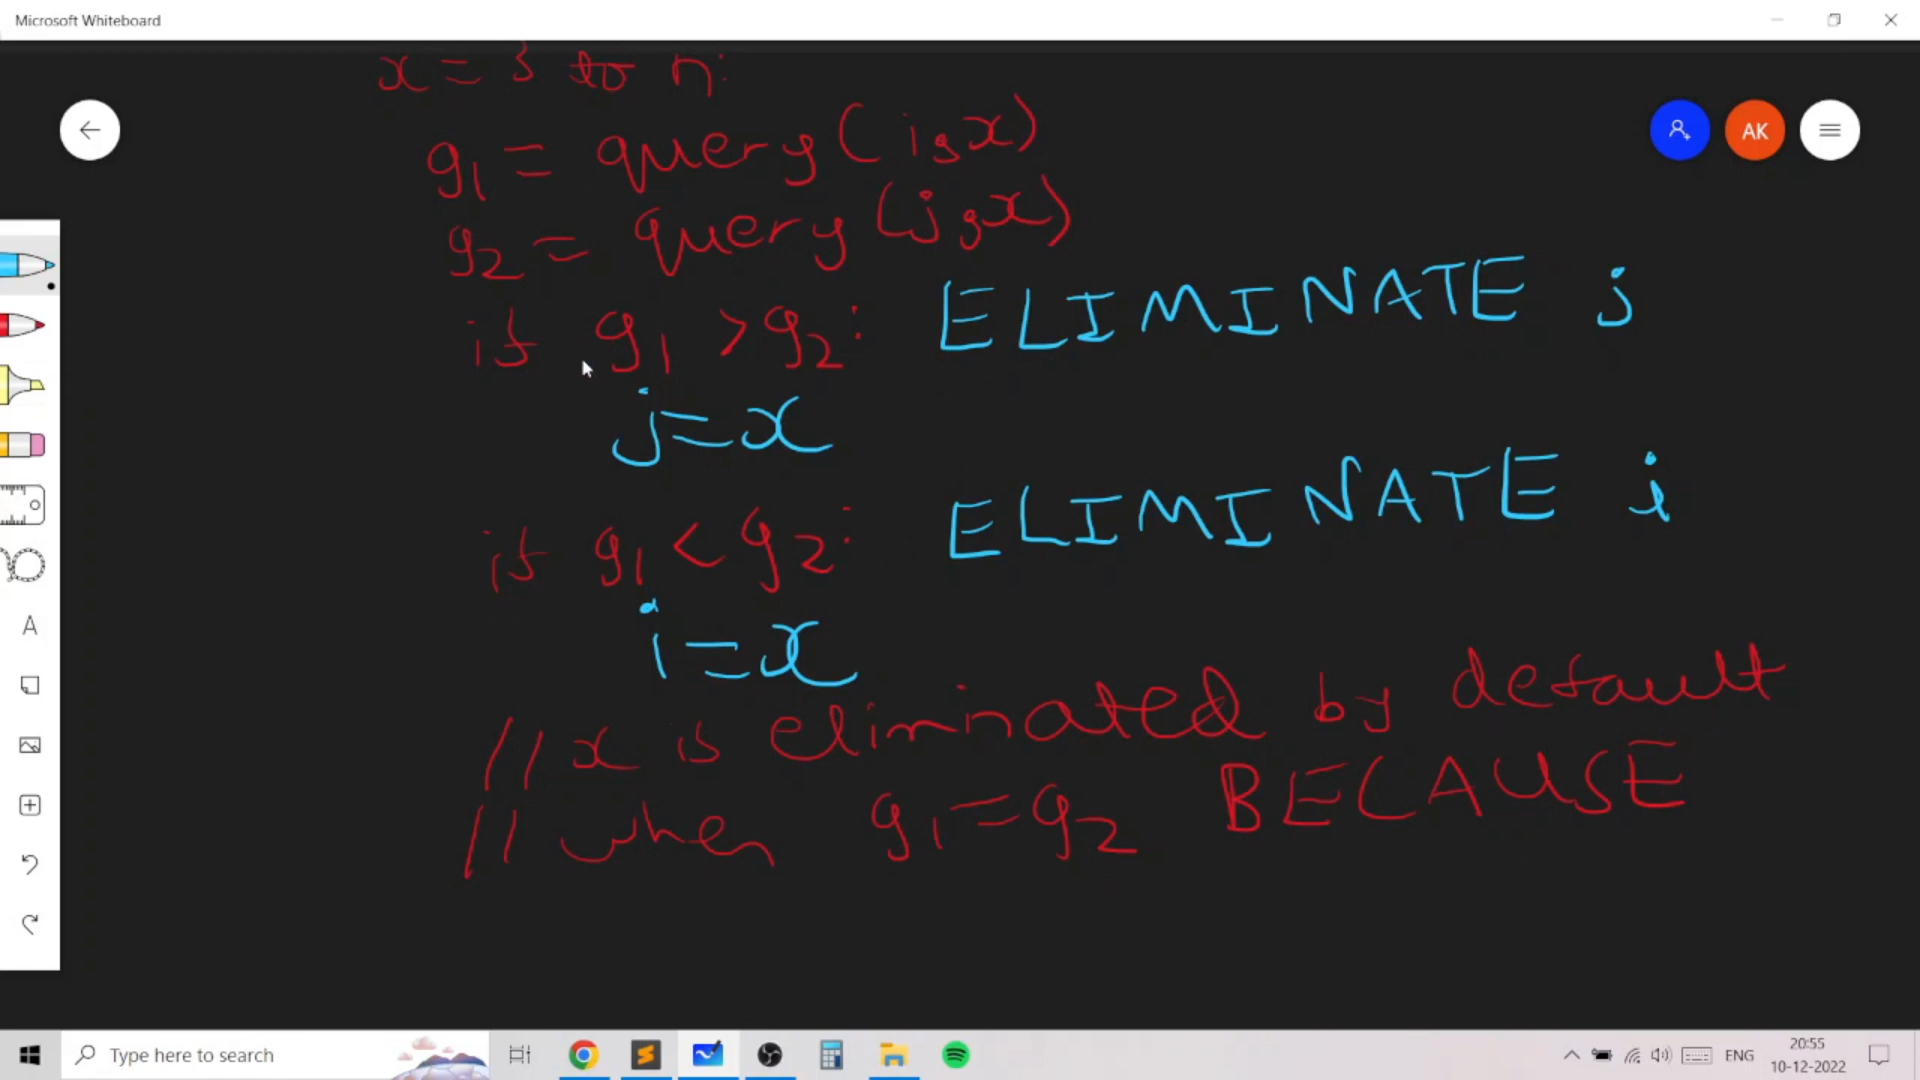 Microsoft Whiteboard
x = 3 to n:
g1 = query(i,x)
g2 = query(j,x)
if g1 > g2: ELIMINATE j
j=x
if g1 < g2: ELIMINATE i
i=x
// x is eliminated by default
// when g1=g2 BECAUSE
AK
A
Type here to search
ENG
20:55
10-12-2022